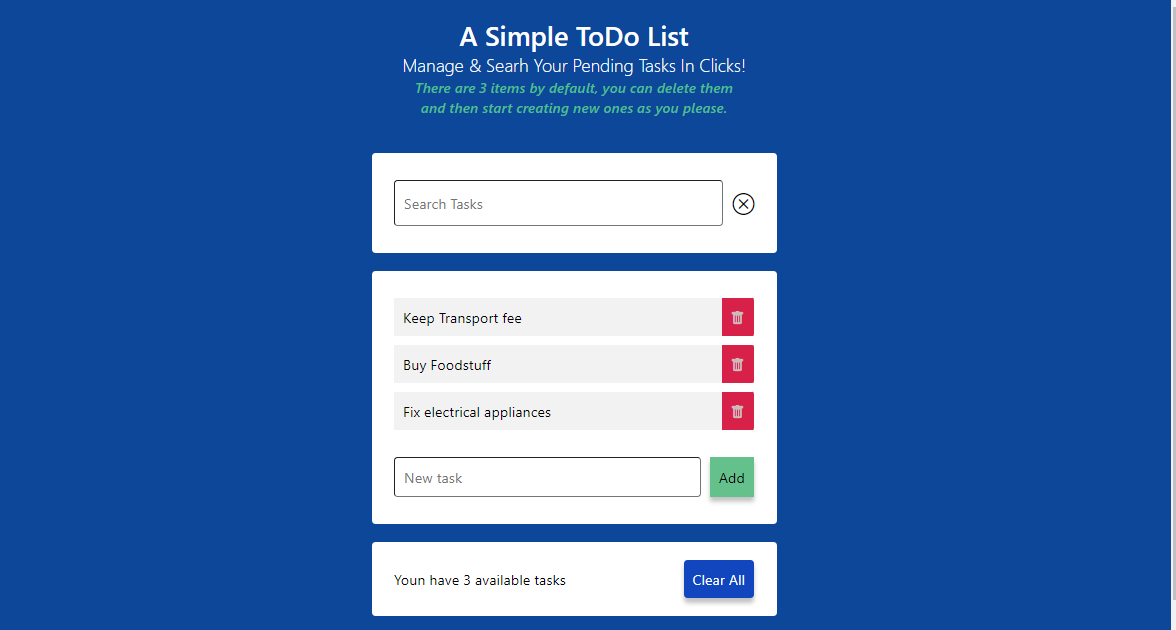 A Simple ToDo List
Manage & Searh Your Pending Tasks In Clicks!
There are 3 items by default, you can delete them
and then start creating new ones as you please.
Search Tasks
Keep Transport fee
Buy Foodstuff
Fix electrical appliances
New task
Add
Youn have 3 available tasks
Clear All